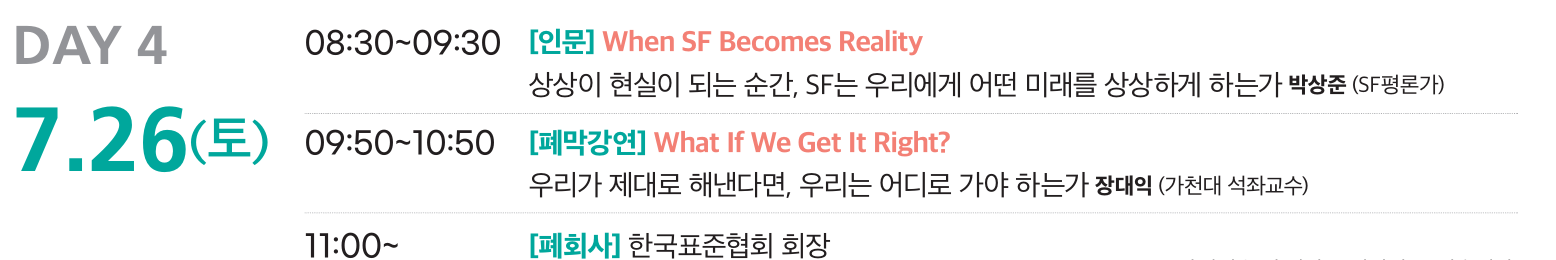 DAY 4
7.26(토)
08:30~09:30 [인문] When SF Becomes Reality
상상이 현실이 되는 순간, SF는 우리에게 어떤 미래를 상상하게 하는가 박상준 (SF평론가)
09:50~10:50 [폐막강연] What If We Get It Right?
우리가 제대로 해낸다면, 우리는 어디로 가야 하는가 장대익 (가천대 석좌교수)
11:00~ [폐회사] 한국표준협회 회장